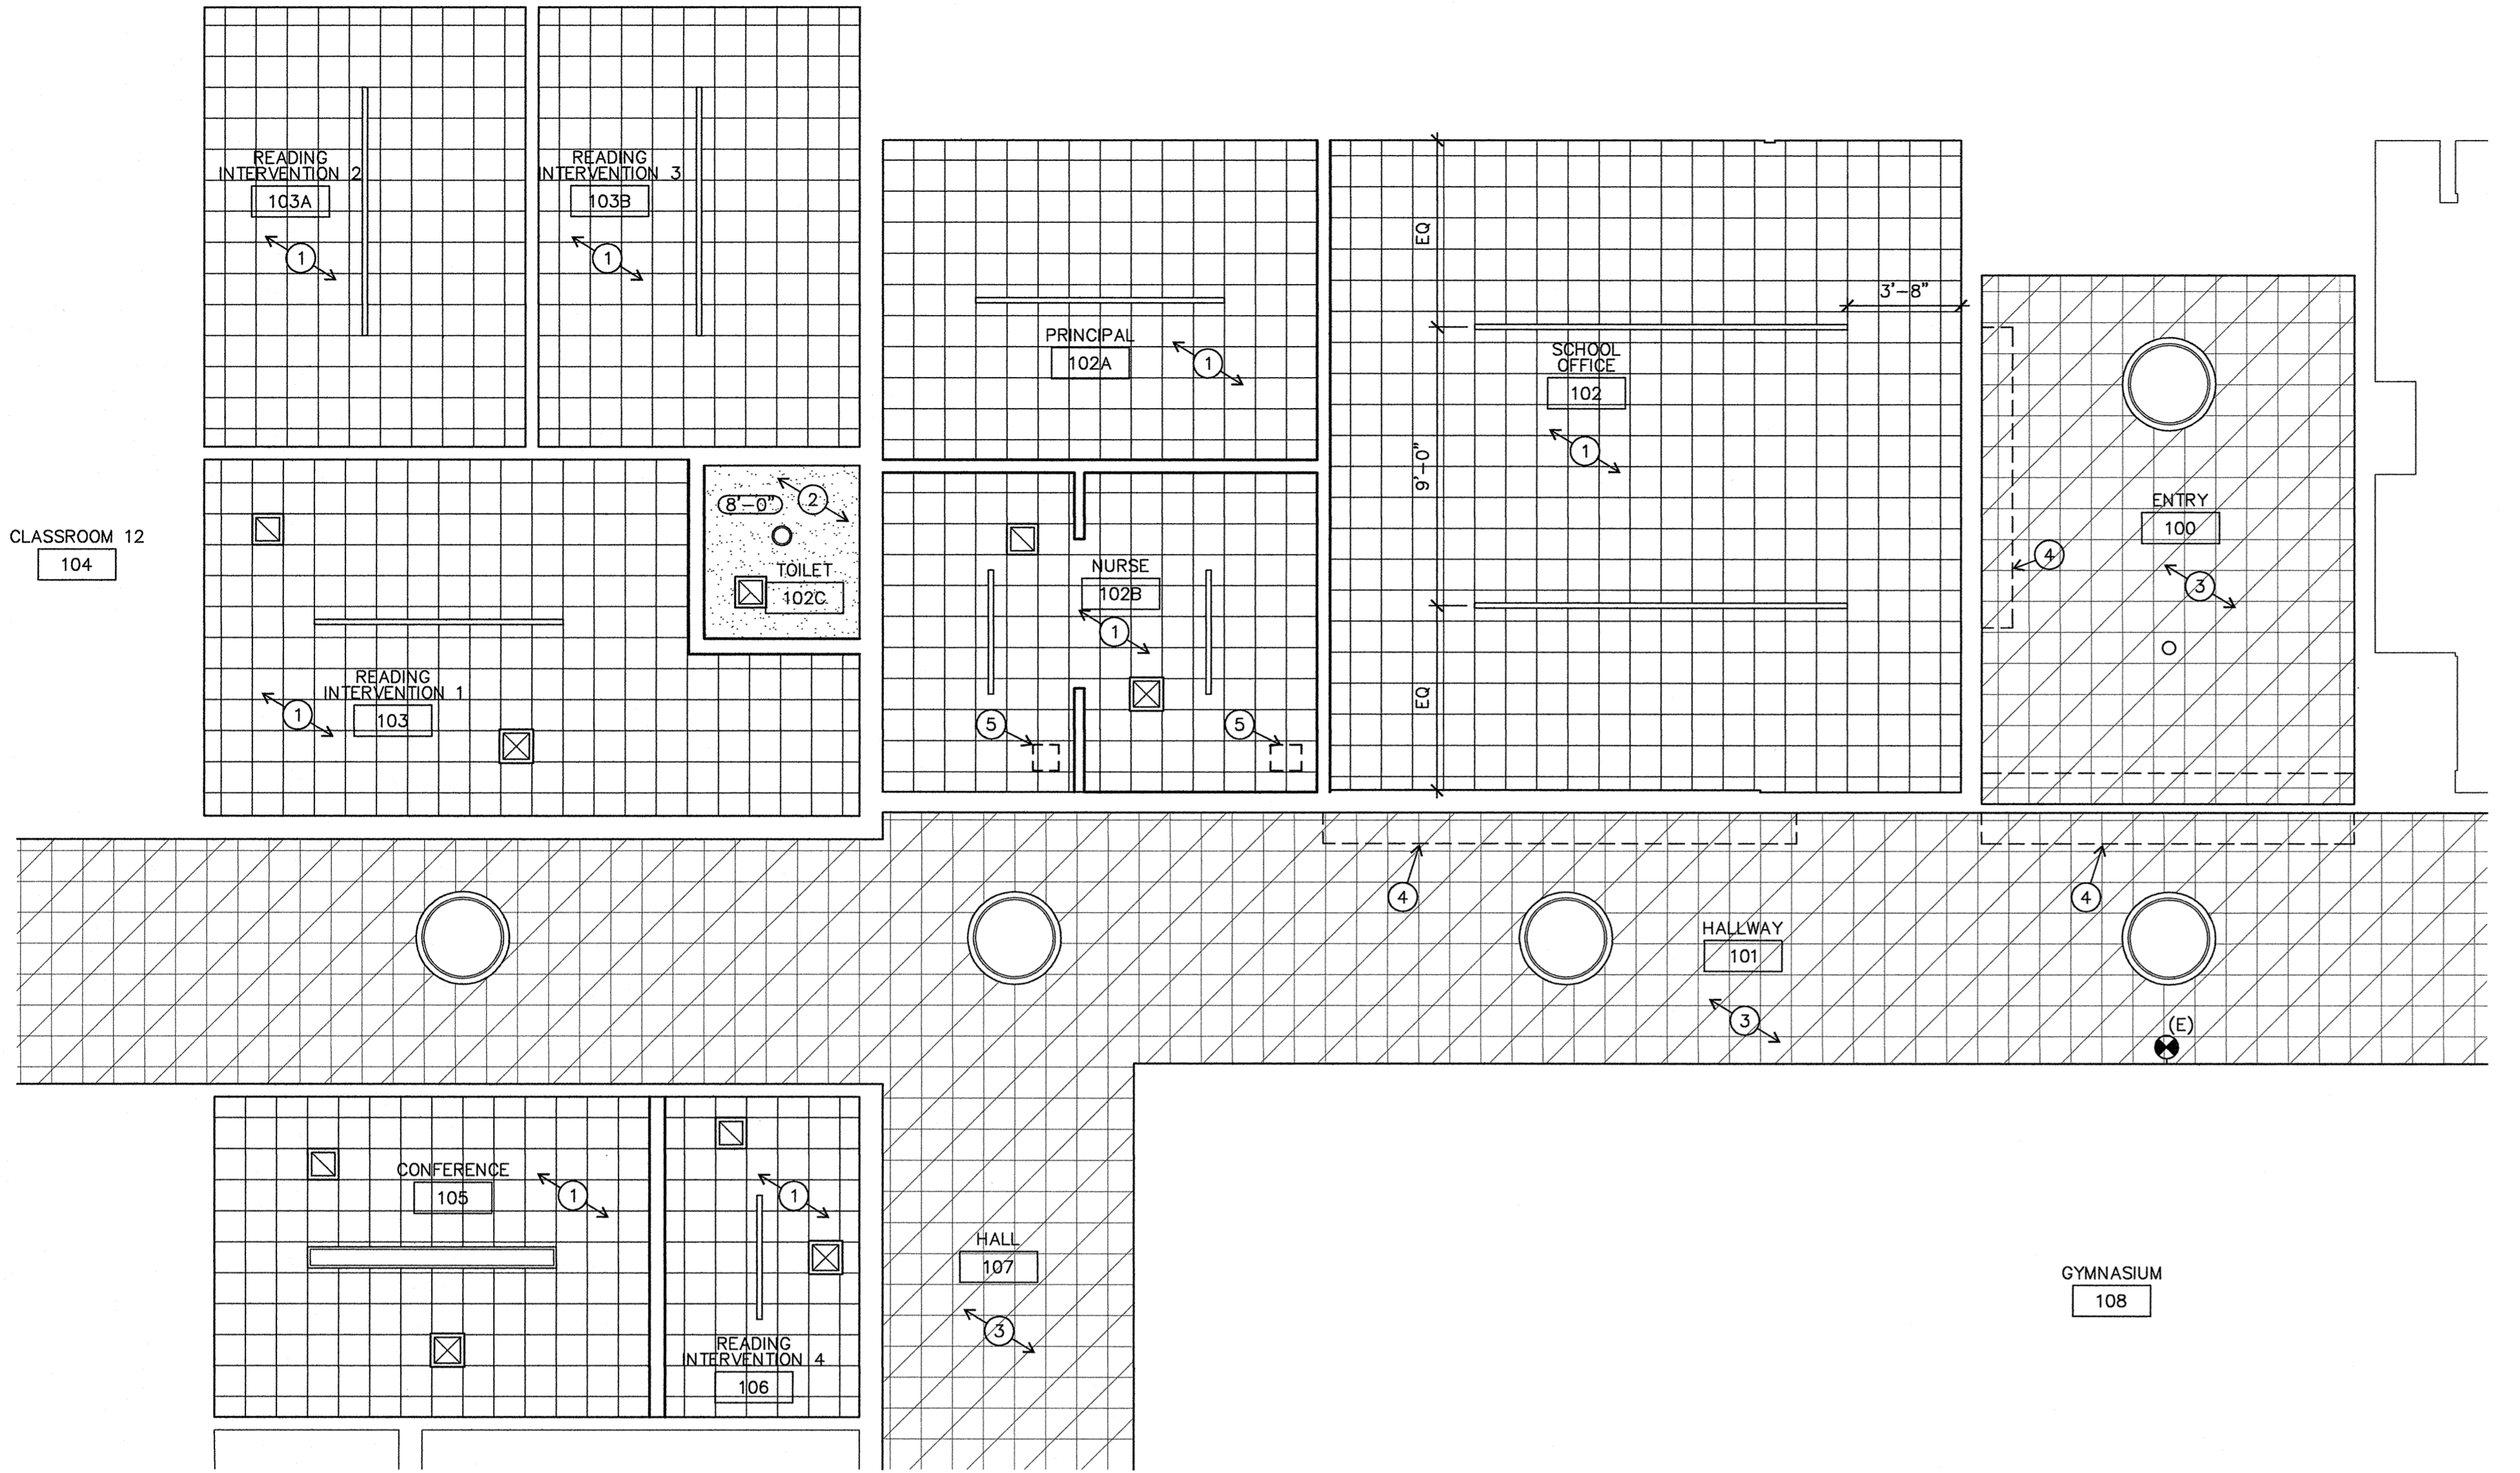 READING
INTERVENTION 2
103A
1
READING
INTERVENTION 3
103B
1
PRINCIPAL
102A
1
EQ
3'-8"
SCHOOL
OFFICE
102
1
9'-0"
EQ
ENTRY
100
4
3
CLASSROOM 12
104
8'-0"
2
TOILET
102C
NURSE
102B
1
5
5
READING
INTERVENTION 1
103
1
4
4
HALLWAY
101
3
(E)
CONFERENCE
105
1
1
READING
INTERVENTION 4
106
HALL
107
3
GYMNASIUM
108